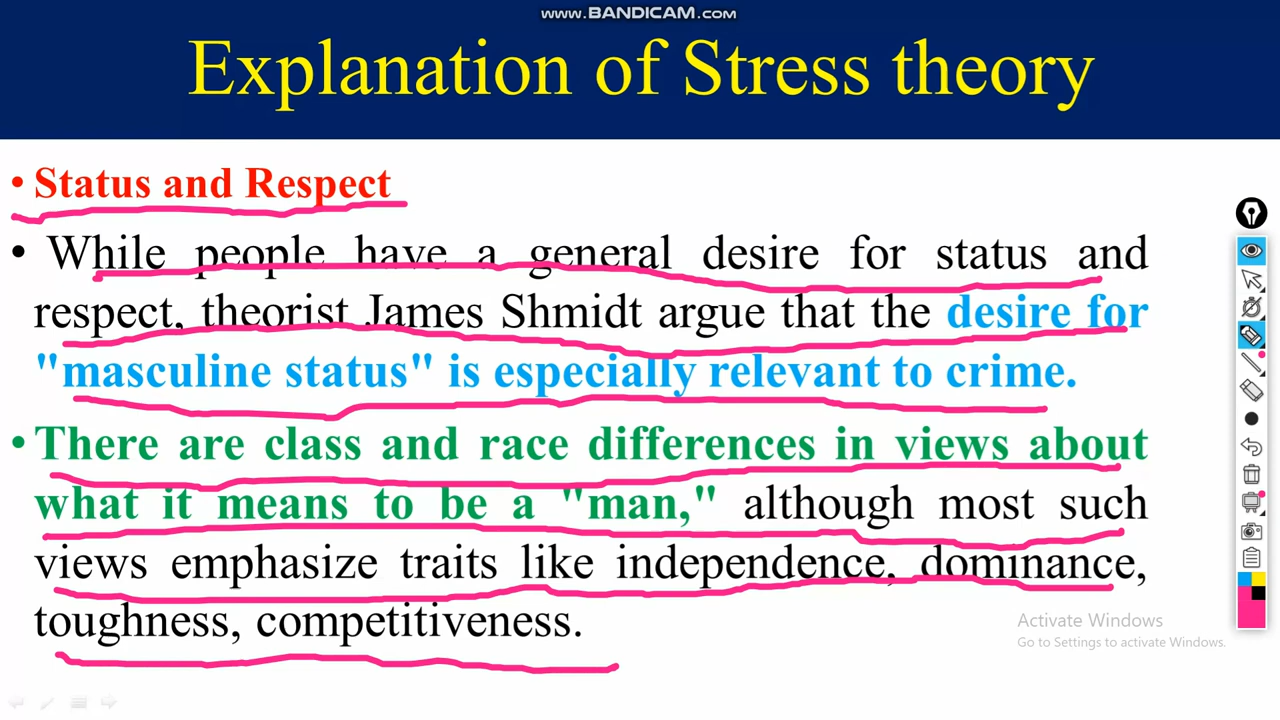 www.BANDICAM.com
Explanation of Stress theory
• Status and Respect
• While people have a general desire for status and
respect, theorist James Shmidt argue that the desire for
"masculine status" is especially relevant to crime.
• There are class and race differences in views about
what it means to be a "man," although most such
views emphasize traits like independence, dominance,
toughness, competitiveness.
Activate Windows
Go to Settings to activate Windows.